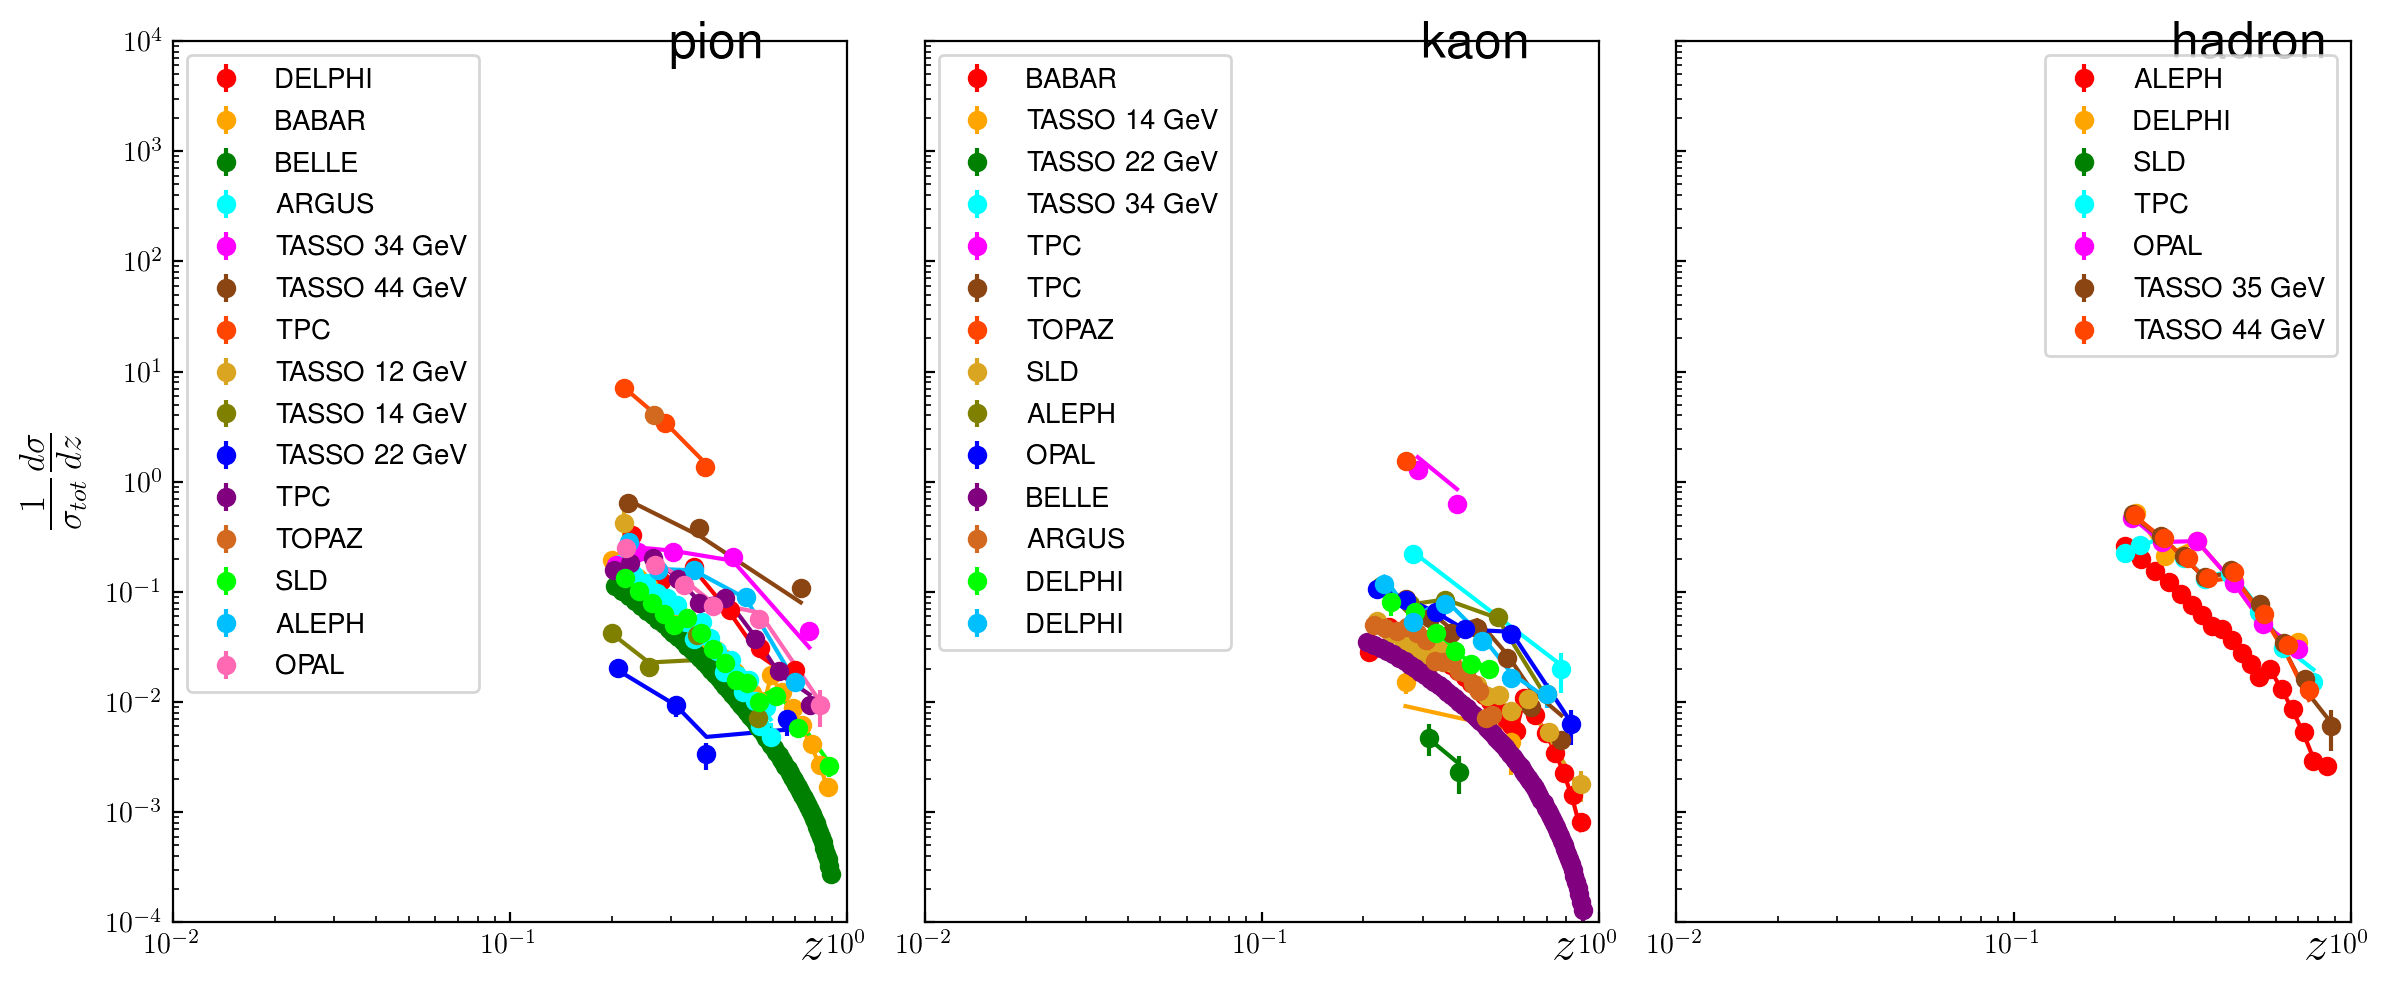 pion
kaon
hadron
10^4
10^3
10^2
10^1
10^0
10^{-1}
10^{-2}
10^{-3}
10^{-4}
\frac{1}{σ_{tot}} \frac{dσ}{dz}
DELPHI
BABAR
BELLE
ARGUS
TASSO 34 GeV
TASSO 44 GeV
TPC
TASSO 12 GeV
TASSO 14 GeV
TASSO 22 GeV
TPC
TOPAZ
SLD
ALEPH
OPAL
10^{-2}
10^{-1}
z
10^0
BABAR
TASSO 14 GeV
TASSO 22 GeV
TASSO 34 GeV
TPC
TPC
TOPAZ
SLD
ALEPH
OPAL
BELLE
ARGUS
DELPHI
DELPHI
10^{-2}
10^{-1}
z
10^0
ALEPH
DELPHI
SLD
TPC
OPAL
TASSO 35 GeV
TASSO 44 GeV
10^{-2}
10^{-1}
z
10^0